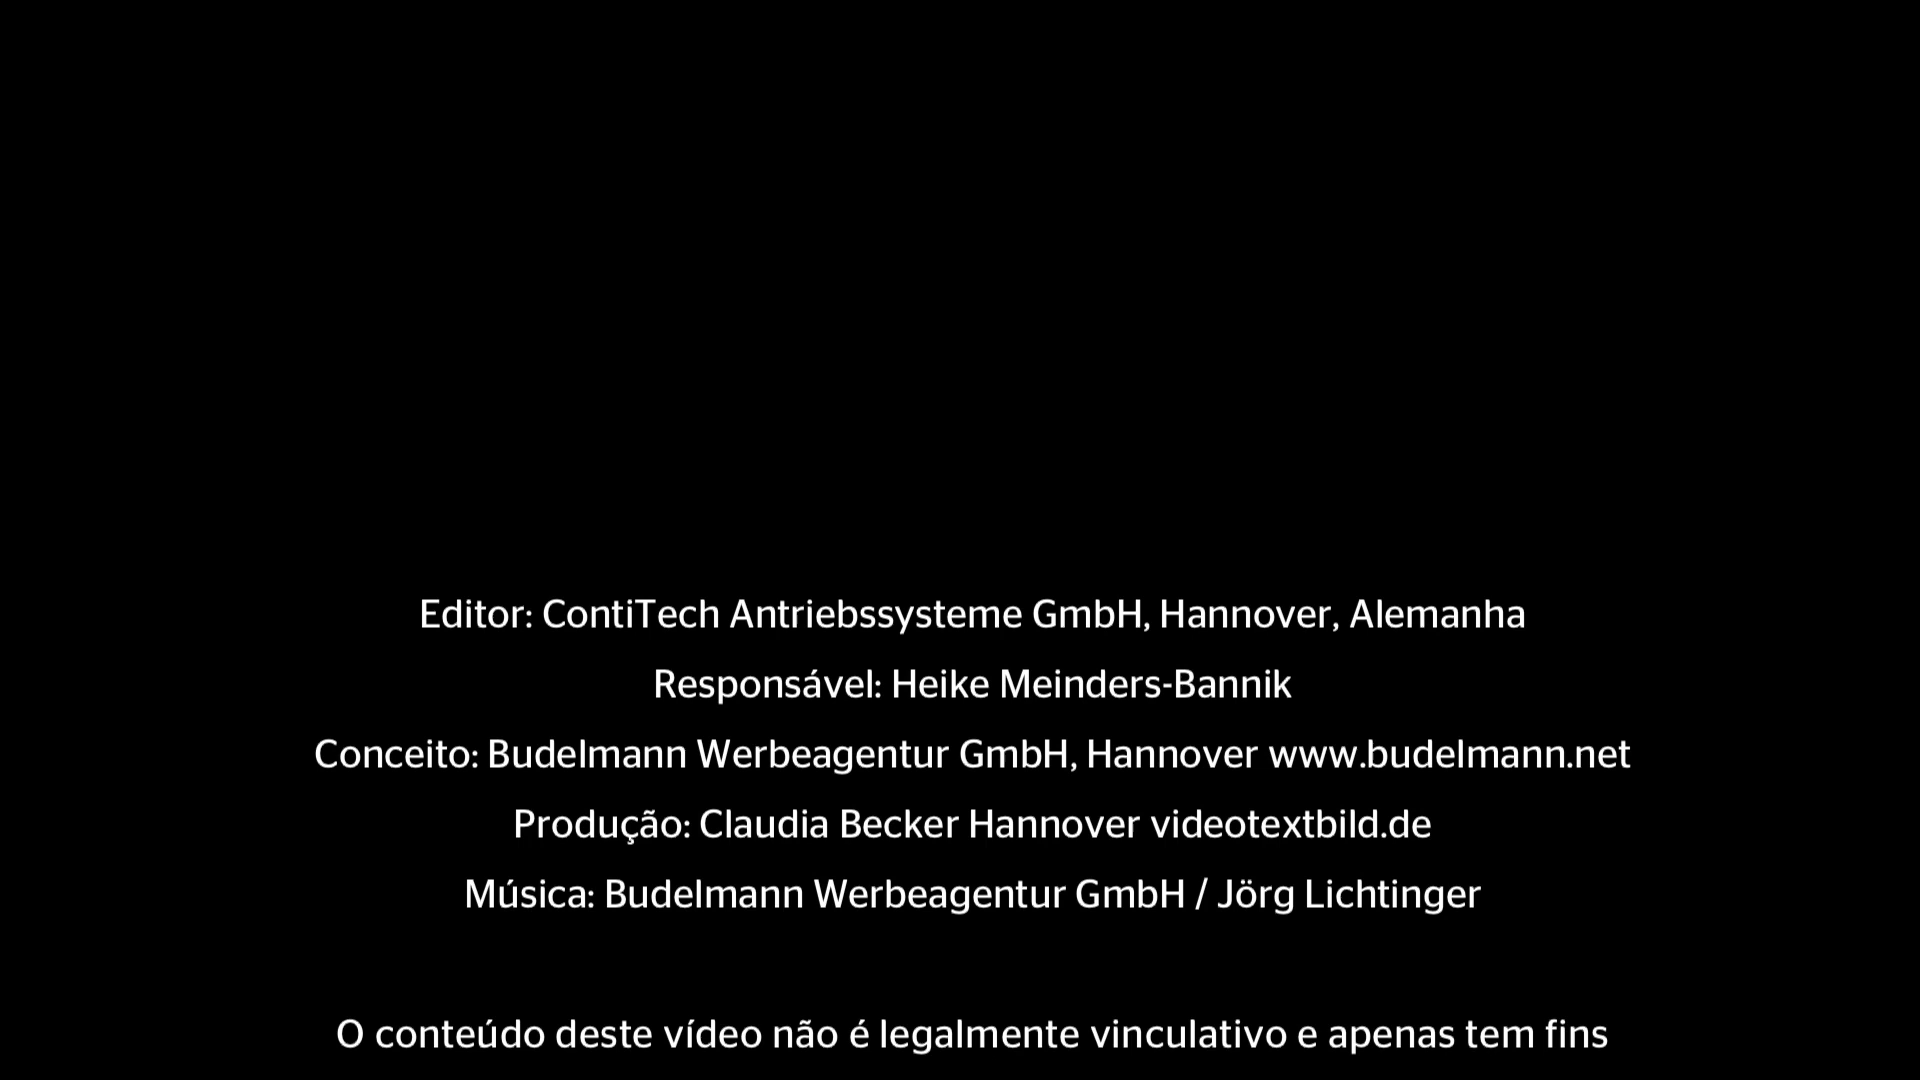 Editor: ContiTech Antriebssysteme GmbH, Hannover, Alemanha
Responsável: Heike Meinders-Bannik
Conceito: Budelmann Werbeagentur GmbH, Hannover www.budelmann.net
Produção: Claudia Becker Hannover videotextbild.de
Música: Budelmann Werbeagentur GmbH / Jörg Lichtinger
O conteúdo deste vídeo não é legalmente vinculativo e apenas tem fins